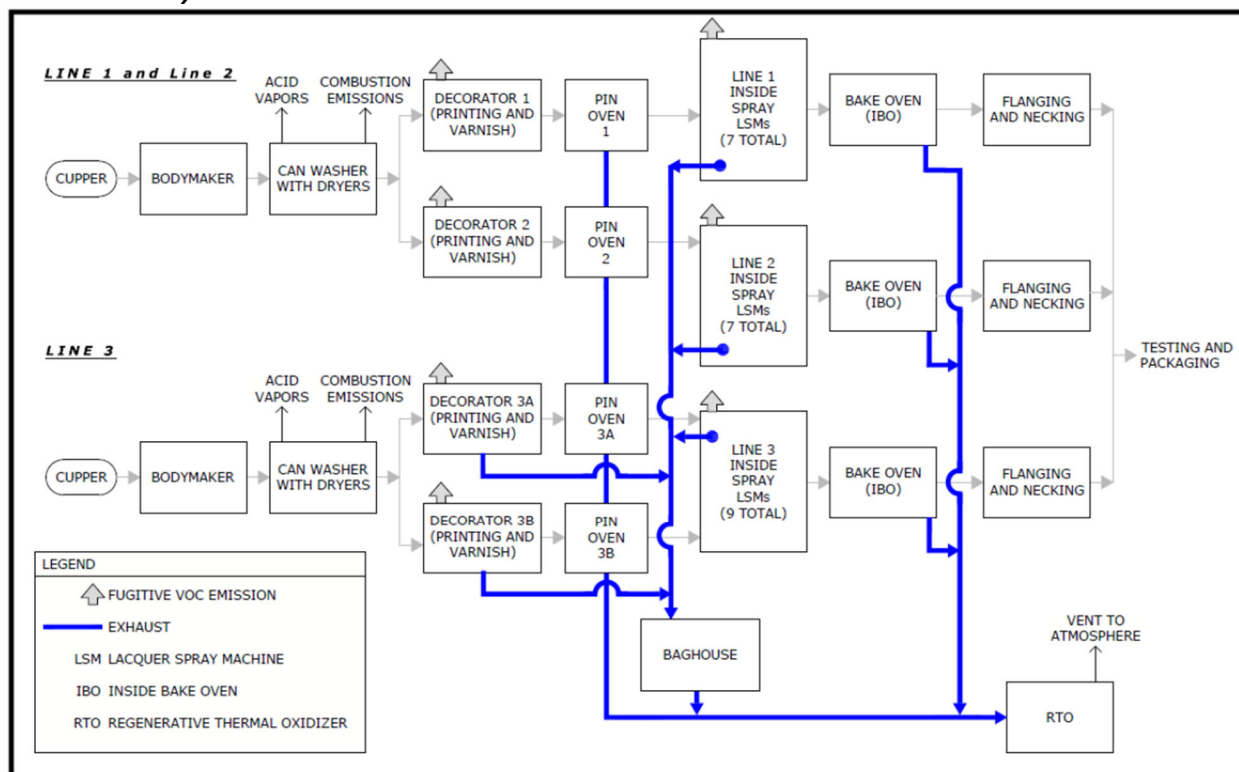 LINE 1 and Line 2
ACID
VAPORS
COMBUSTION
EMISSIONS
CUPPER
BODYMAKER
CAN WASHER
WITH DRYERS
DECORATOR 1
(PRINTING AND
VARNISH)
PIN
OVEN
1
LINE 1
INSIDE
SPRAY
LSMs
(7 TOTAL)
BAKE OVEN
(IBO)
FLANGING
AND NECKING
DECORATOR 2
(PRINTING AND
VARNISH)
PIN
OVEN
2
LINE 2
INSIDE
SPRAY
LSMs
(7 TOTAL)
BAKE OVEN
(IBO)
FLANGING
AND NECKING
TESTING AND
PACKAGING
LINE 3
ACID
VAPORS
COMBUSTION
EMISSIONS
CUPPER
BODYMAKER
CAN WASHER
WITH DRYERS
DECORATOR 3A
(PRINTING AND
VARNISH)
PIN
OVEN
3A
LINE 3
INSIDE
SPRAY
LSMs
(9 TOTAL)
BAKE OVEN
(IBO)
FLANGING
AND NECKING
DECORATOR 3B
(PRINTING AND
VARNISH)
PIN
OVEN
3B
BAGHOUSE
VENT TO
ATMOSPHERE
RTO
LEGEND
FUGITIVE VOC EMISSION
EXHAUST
LSM LACQUER SPRAY MACHINE
IBO INSIDE BAKE OVEN
RTO REGENERATIVE THERMAL OXIDIZER